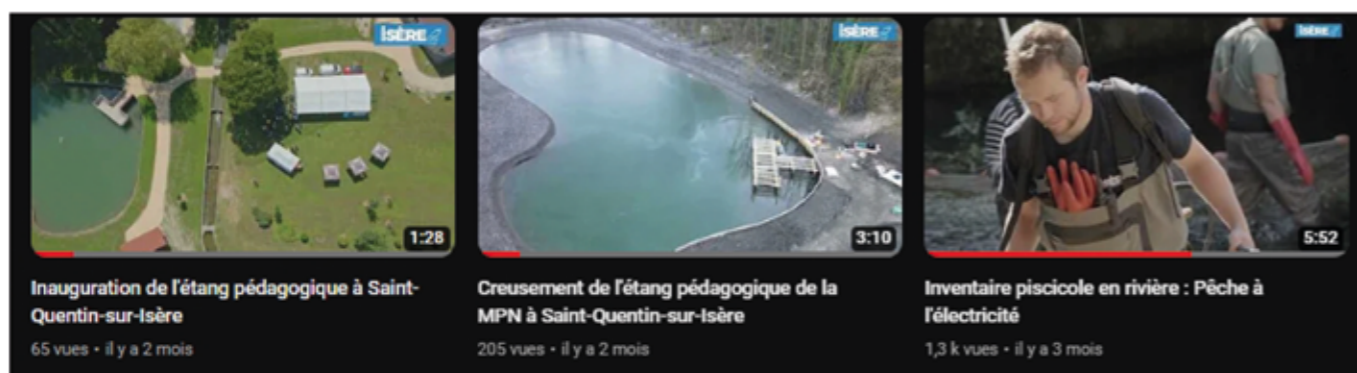 ISÈRE
1:28
Inauguration de l'étang pédagogique à Saint-
Quentin-sur-Isère
65 vues • il y a 2 mois
ISÈRE
3:10
Creusement de l'étang pédagogique de la
MPN à Saint-Quentin-sur-Isère
205 vues • il y a 2 mois
ISÈRE
5:52
Inventaire piscicole en rivière : Pêche à
l'électricité
1,3 k vues • il y a 3 mois